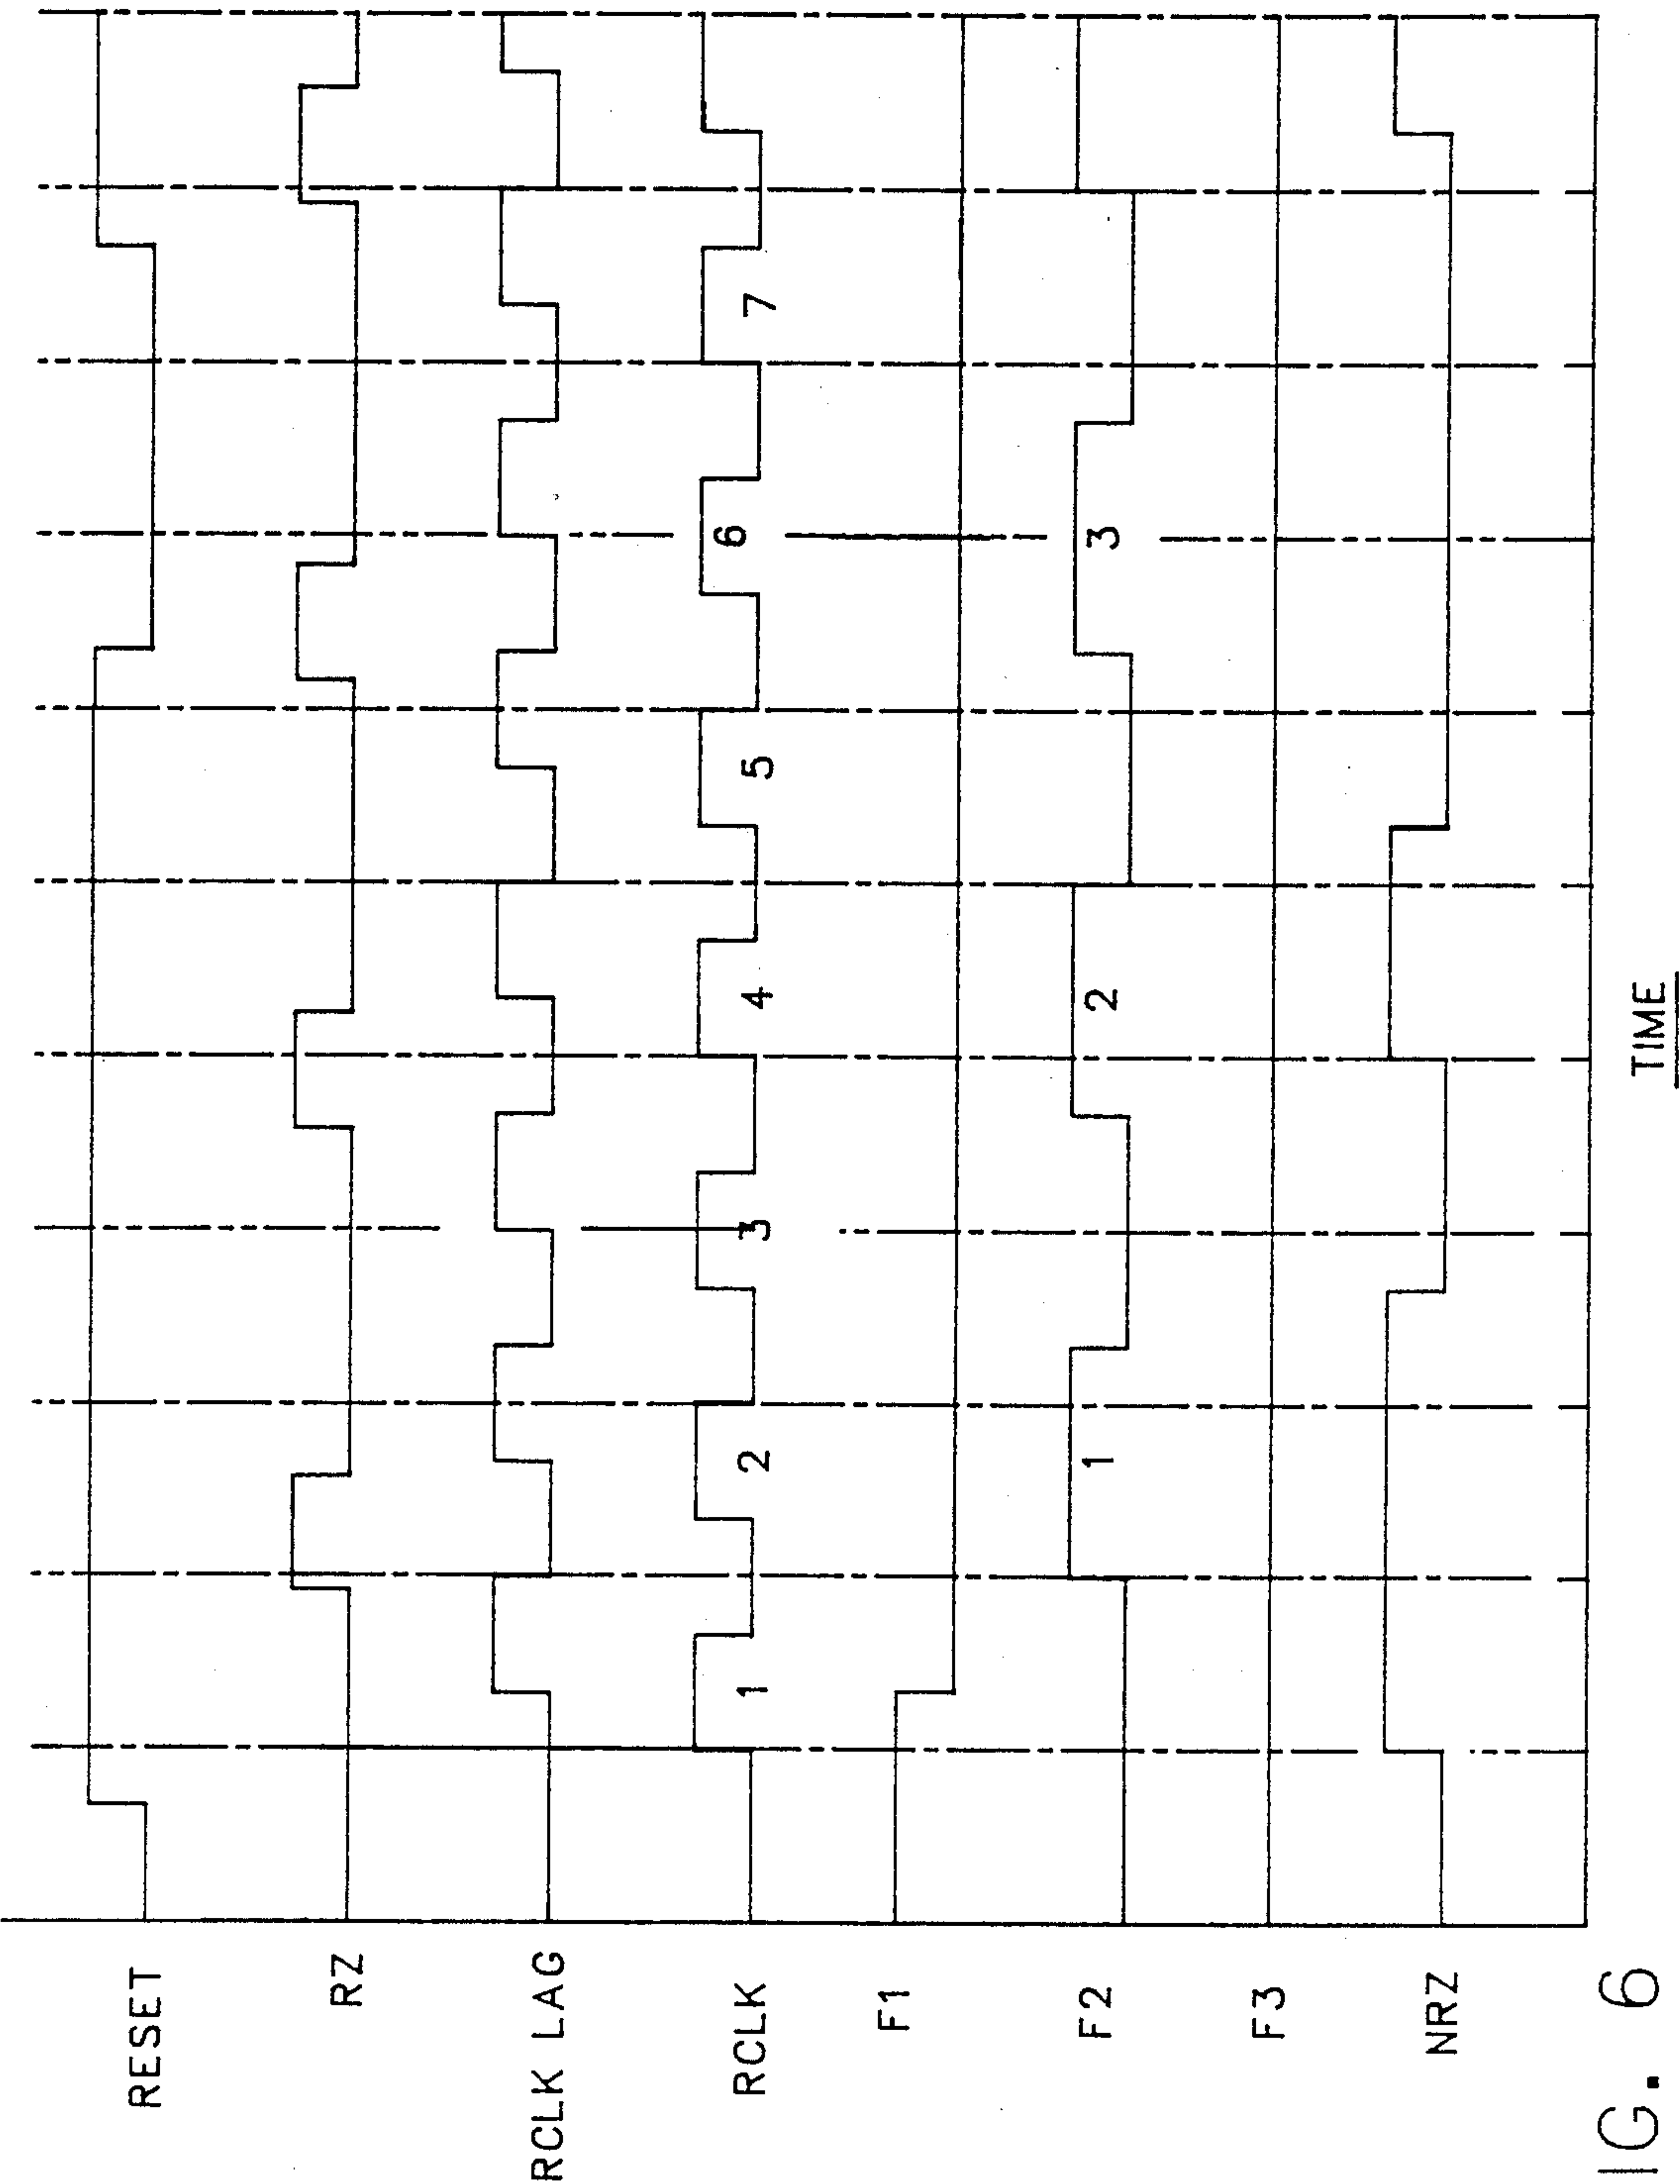 RESET
RZ
RCLK LAG
RCLK
1 2 3 4 5 6 7
F1
F2
1 2 3
F3
NRZ
TIME
IG. 6